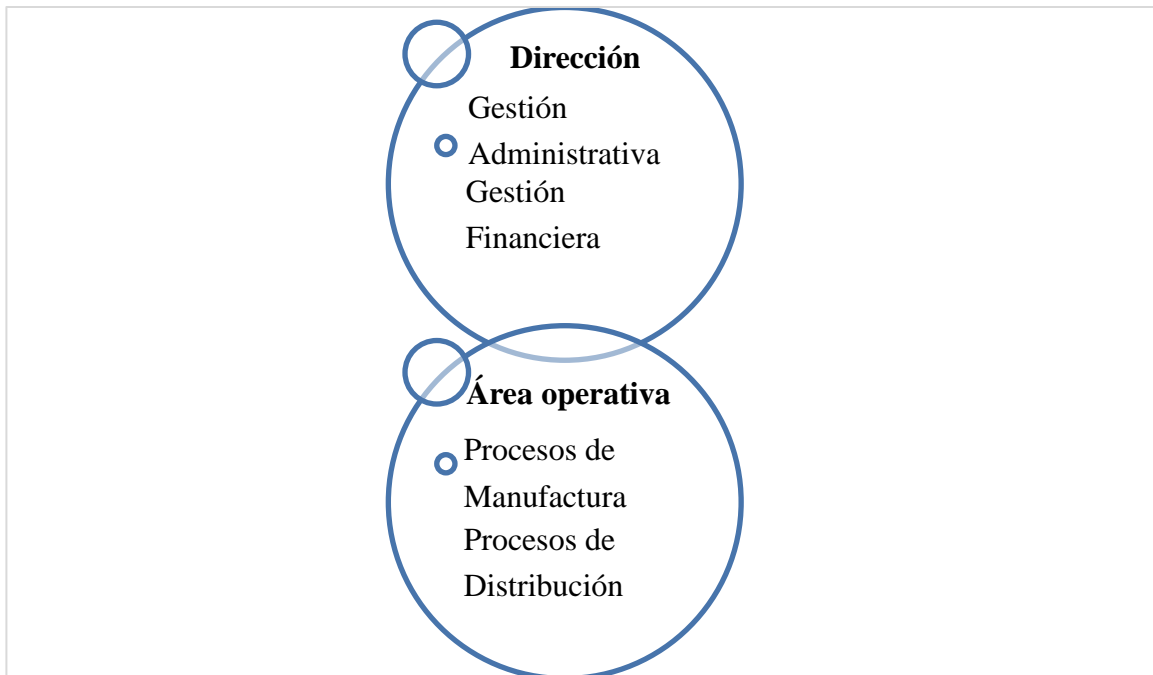 Dirección
Gestión
Administrativa
Gestión
Financiera
Área operativa
Procesos de
Manufactura
Procesos de
Distribución